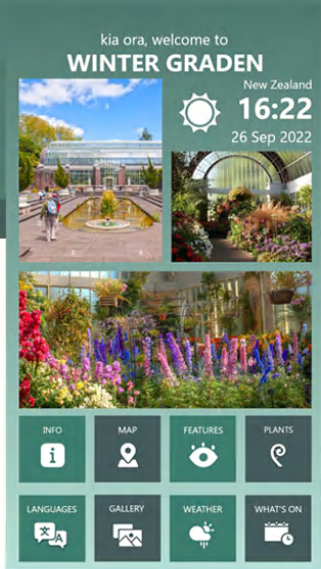 kia ora, welcome to
WINTER GRADEN
New Zealand
16:22
26 Sep 2022
INFO
MAP
FEATURES
PLANTS
LANGUAGES
GALLERY
WEATHER
WHAT'S ON